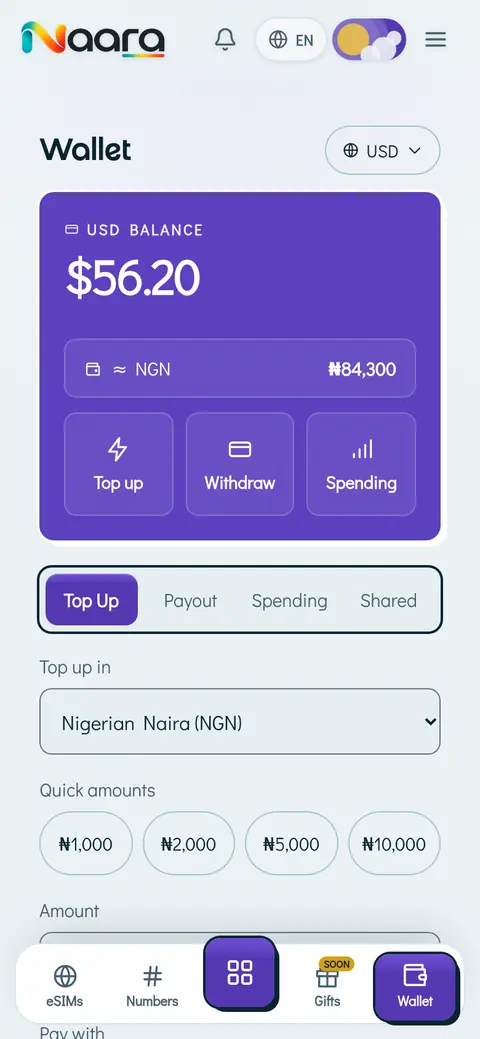 Naara
EN
Wallet
USD
USD BALANCE
$56.20
≈ NGN ₦84,300
Top up Withdraw Spending
Top Up Payout Spending Shared
Top up in
Nigerian Naira (NGN)
Quick amounts
₦1,000 ₦2,000 ₦5,000 ₦10,000
Amount
SOON
eSIMs Numbers Gifts Wallet
Pay with